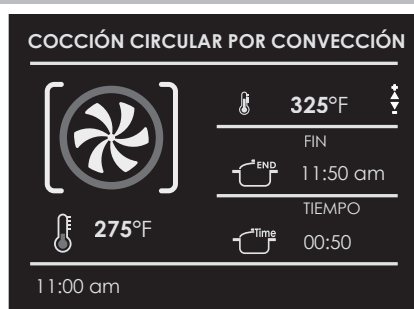 COCCIÓN CIRCULAR POR CONVECCIÓN
325°F
FIN
END
11:50 am
275°F
TIEMPO
Time
00:50
11:00 am